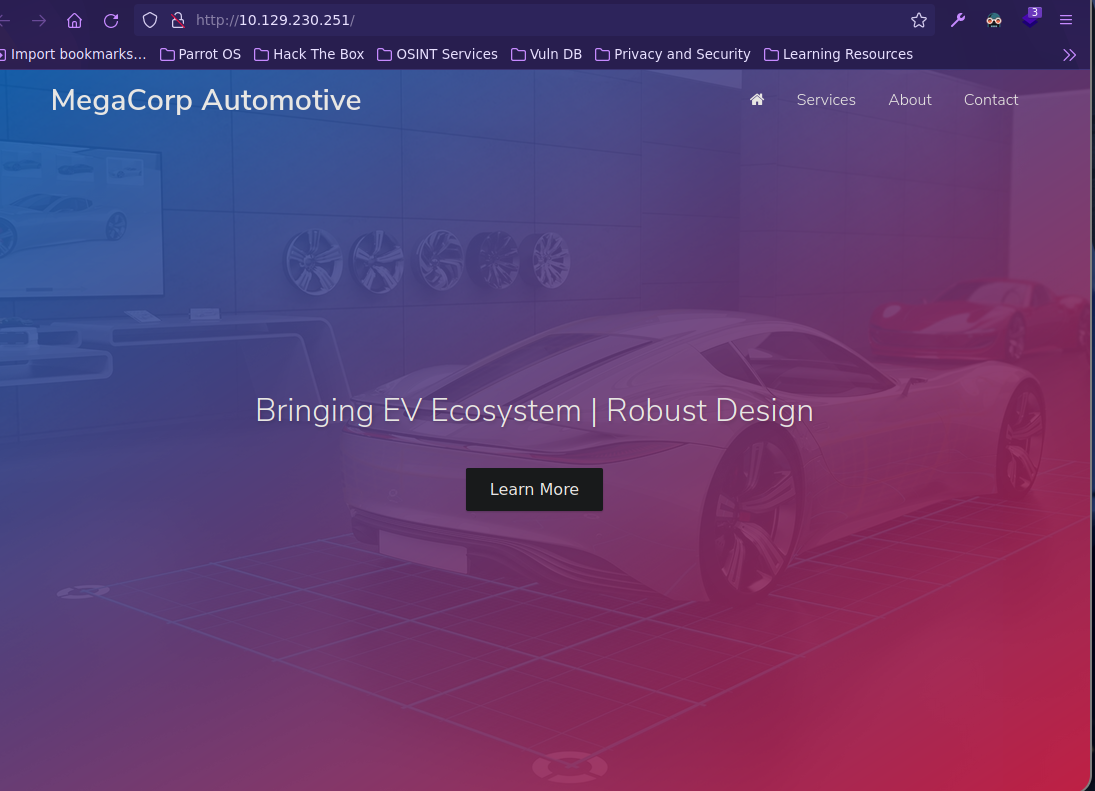 http://10.129.230.251/
3
Import bookmarks... Parrot OS Hack The Box OSINT Services Vuln DB Privacy and Security Learning Resources
MegaCorp Automotive Services About Contact
Bringing EV Ecosystem | Robust Design
Learn More